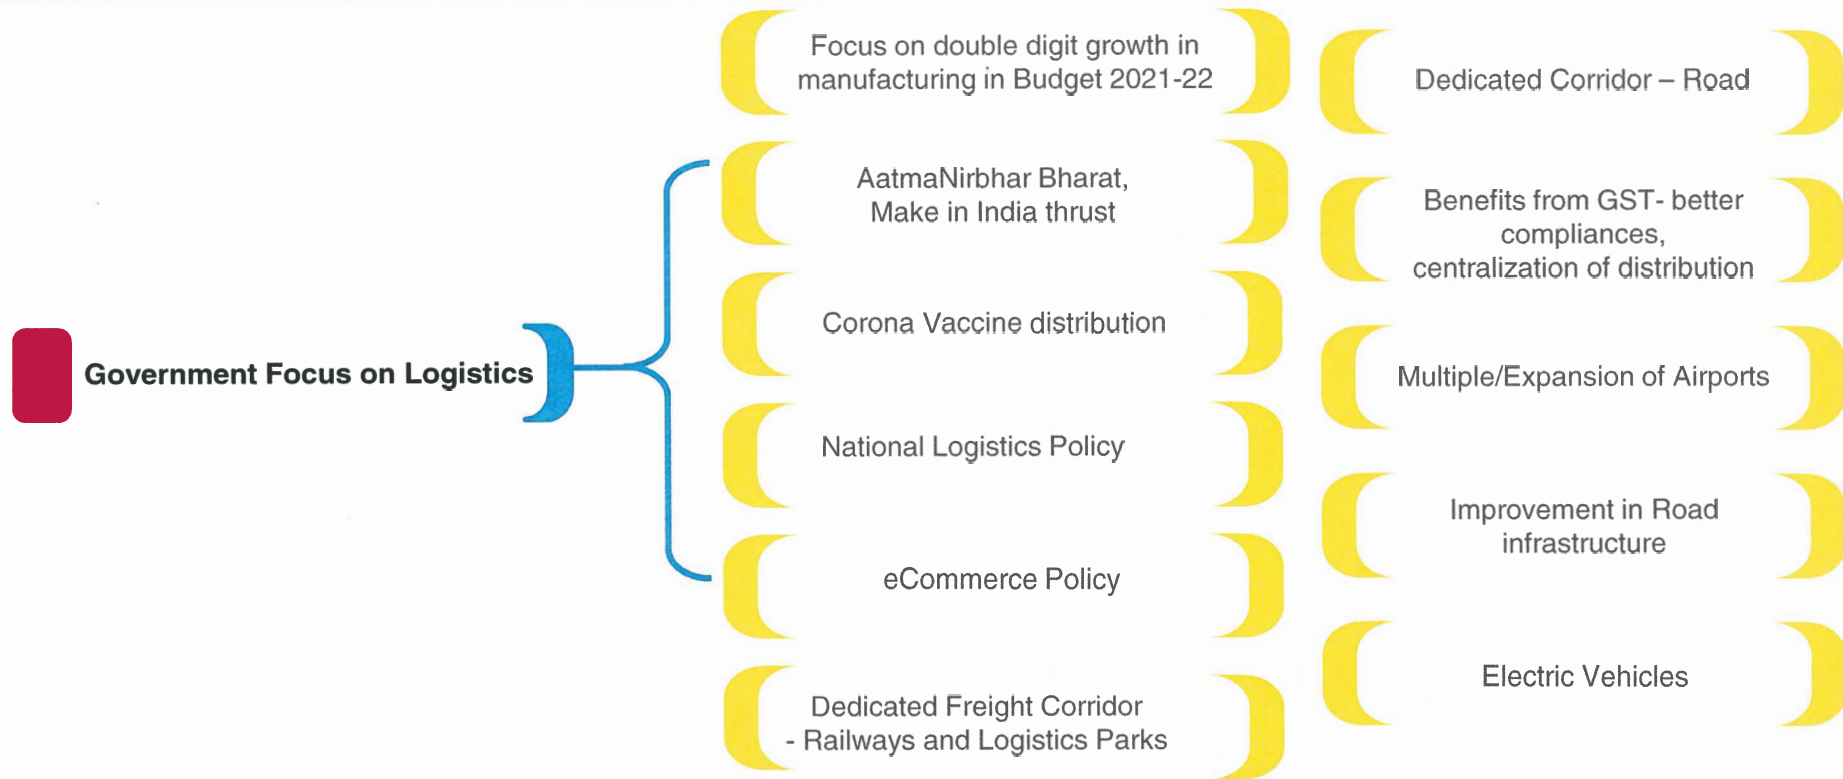 Government Focus on Logistics
Focus on double digit growth in
manufacturing in Budget 2021-22
AatmaNirbhar Bharat,
Make in India thrust
Corona Vaccine distribution
National Logistics Policy
eCommerce Policy
Dedicated Freight Corridor
- Railways and Logistics Parks
Dedicated Corridor – Road
Benefits from GST- better
compliances,
centralization of distribution
Multiple/Expansion of Airports
Improvement in Road
infrastructure
Electric Vehicles